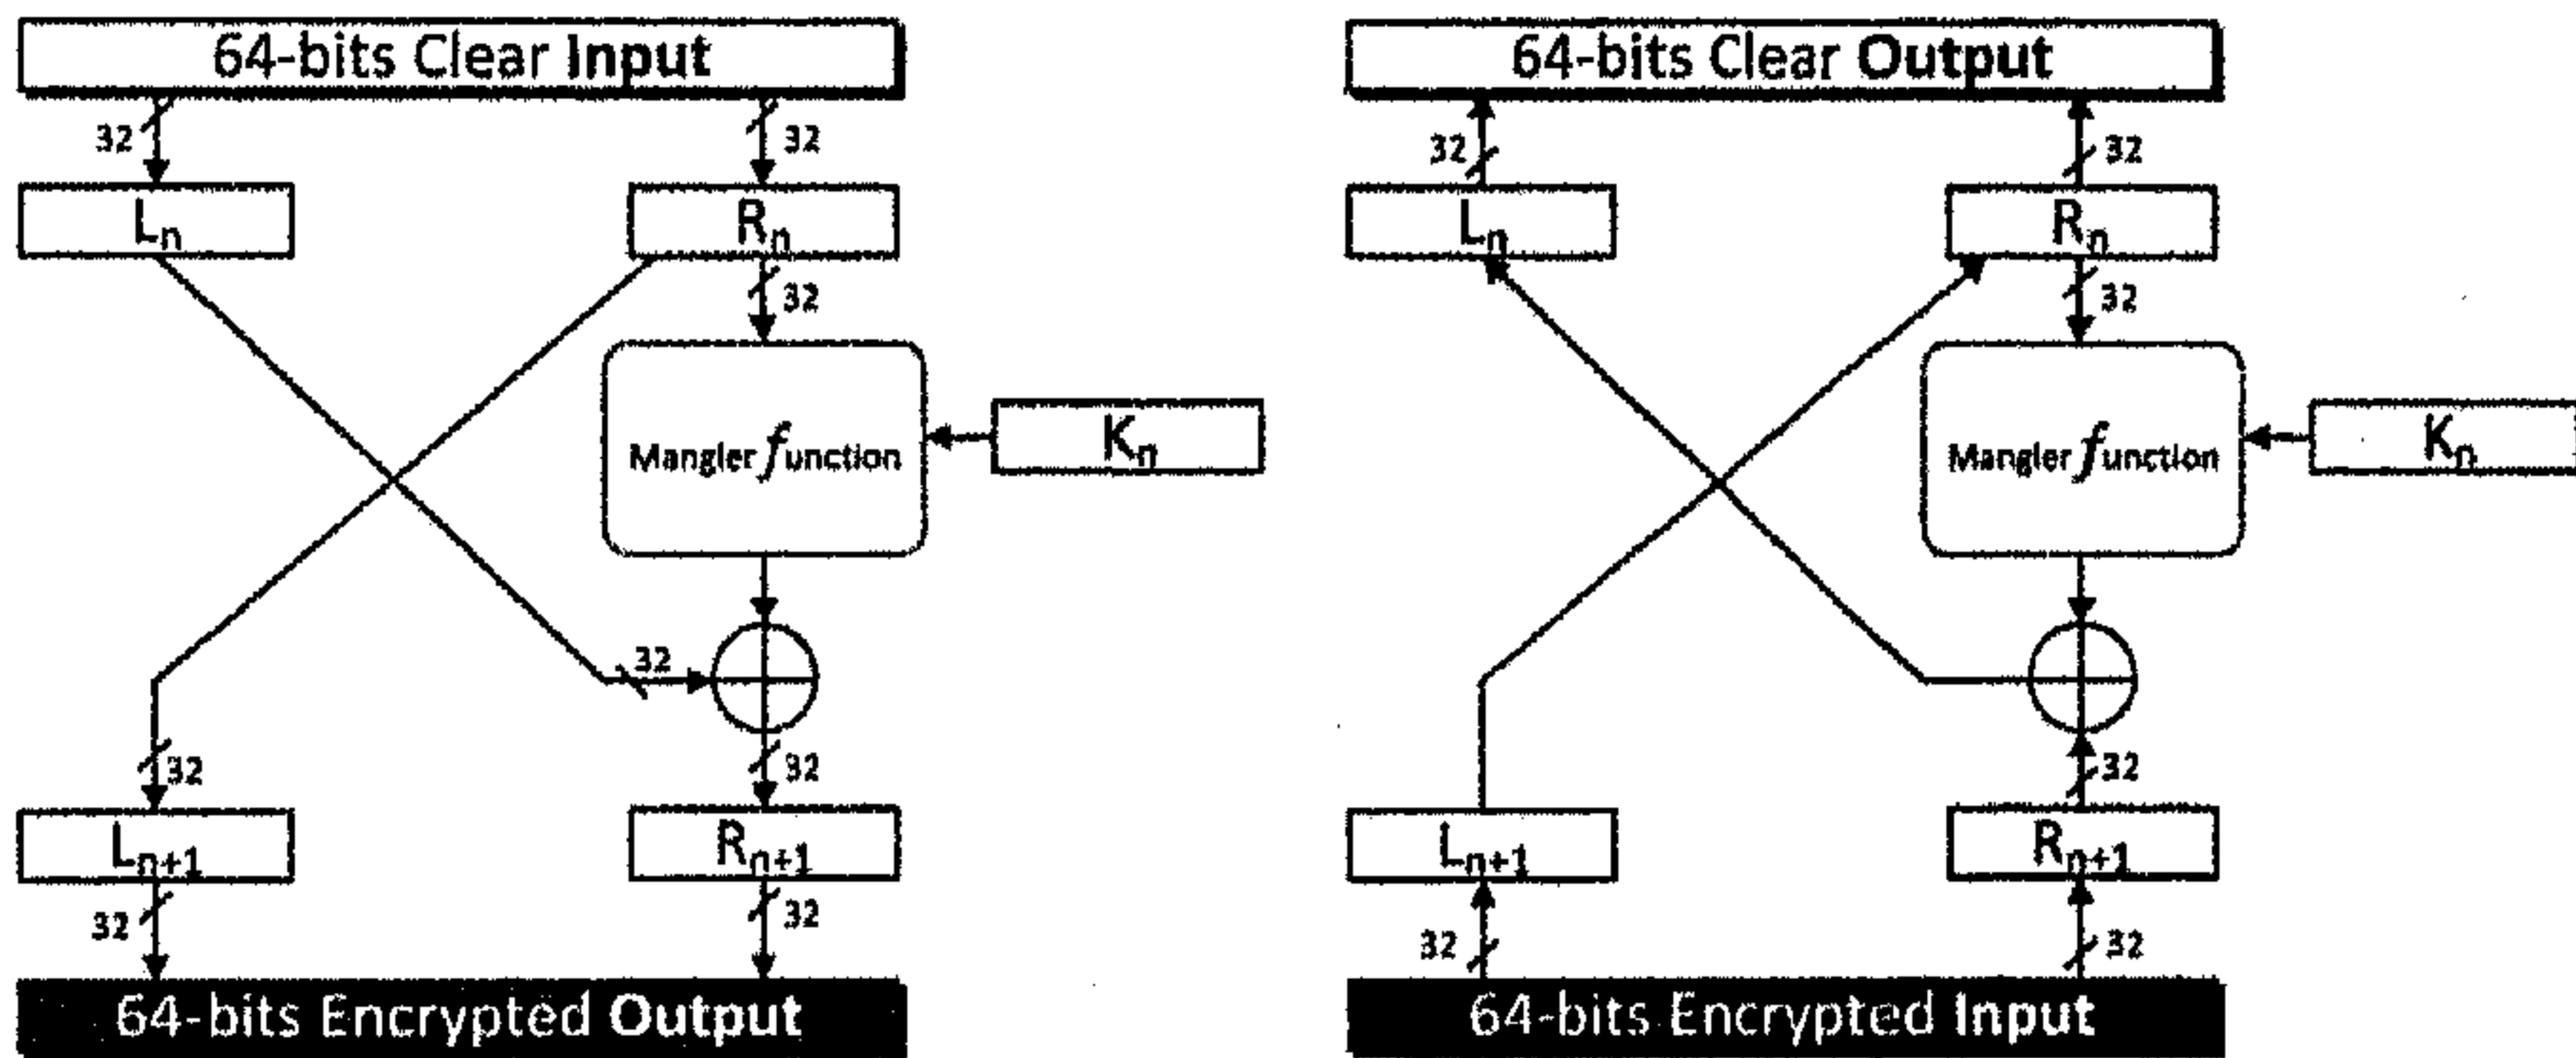 64-bits Clear Input
32
32
Ln
Rn
32
Mangler function
Kn
32
32
32
Ln+1
Rn+1
32
32
64-bits Encrypted Output
64-bits Clear Output
32
32
Ln
Rn
32
Mangler function
Kn
32
Ln+1
Rn+1
32
32
64-bits Encrypted Input